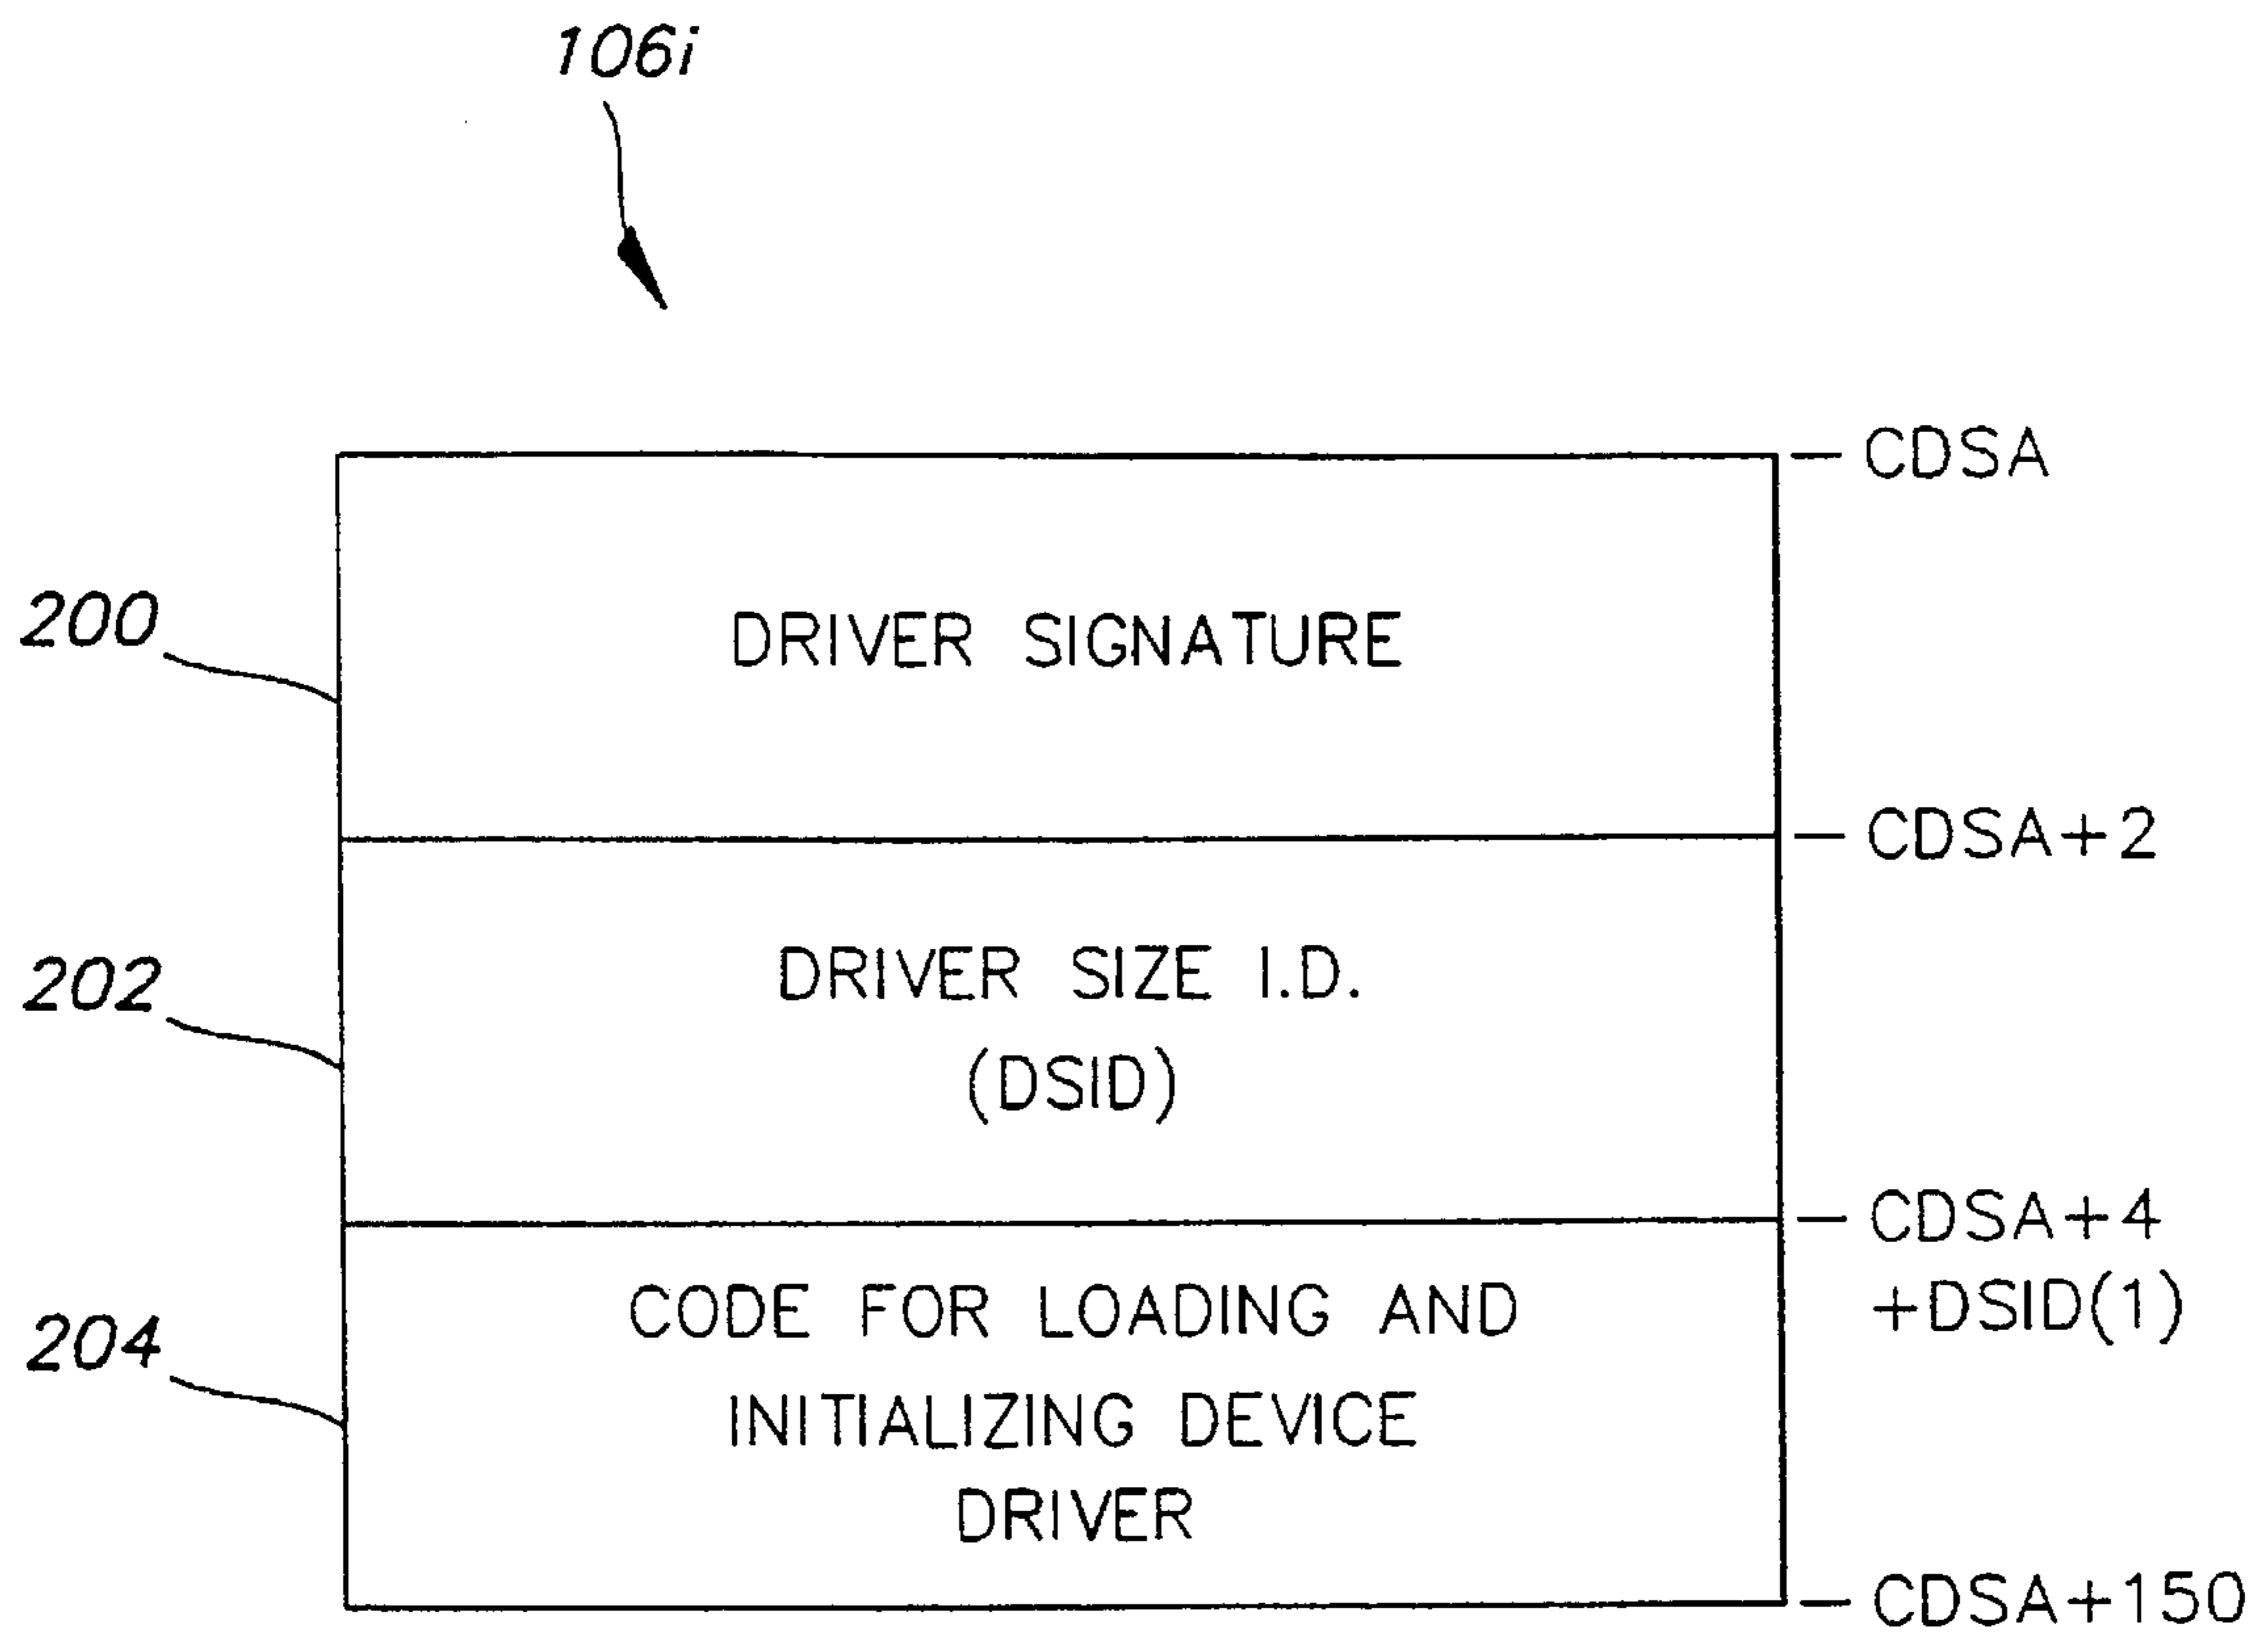 106i
CDSA
200
DRIVER SIGNATURE
CDSA+2
202
DRIVER SIZE I.D.
(DSID)
CDSA+4
+DSID(1)
204
CODE FOR LOADING AND
INITIALIZING DEVICE
DRIVER
CDSA+150